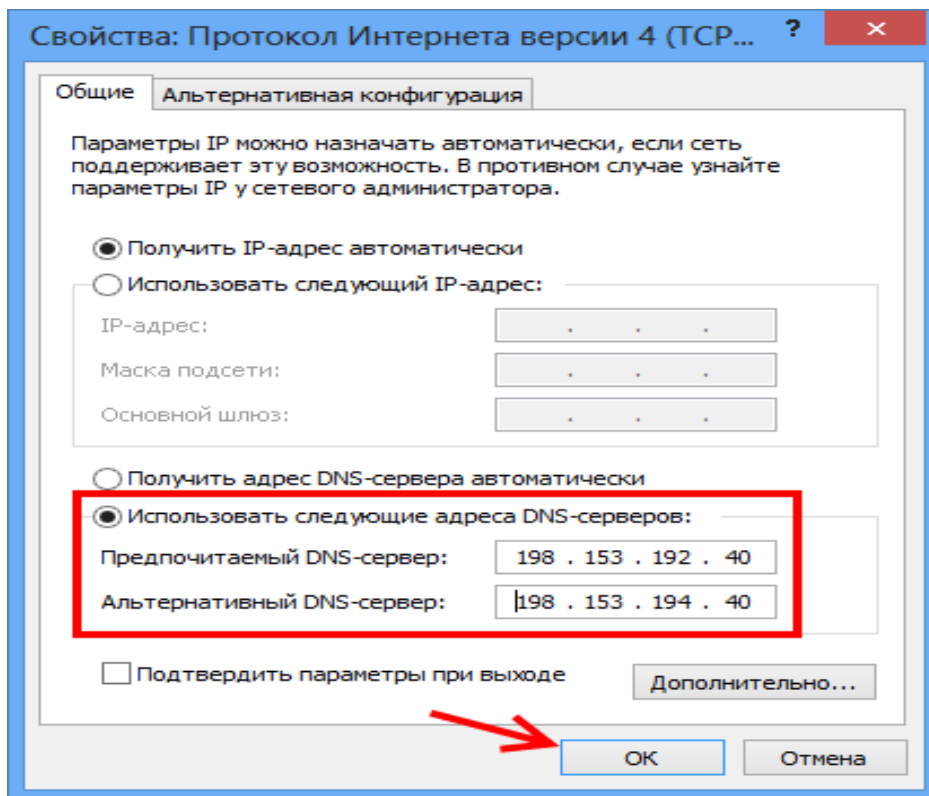 Свойства: Протокол Интернета версии 4 (TCP... ? ×
Общие Альтернативная конфигурация
Параметры IP можно назначать автоматически, если сеть
поддерживает эту возможность. В противном случае узнайте
параметры IP у сетевого администратора.
Получить IP-адрес автоматически
Использовать следующий IP-адрес:
IP-адрес: . . .
Маска подсети: . . .
Основной шлюз: . . .
Получить адрес DNS-сервера автоматически
Использовать следующие адреса DNS-серверов:
Предпочитаемый DNS-сервер: 198 . 153 . 192 . 40
Альтернативный DNS-сервер: 198 . 153 . 194 . 40
Подтвердить параметры при выходе
Дополнительно...
ОК Отмена